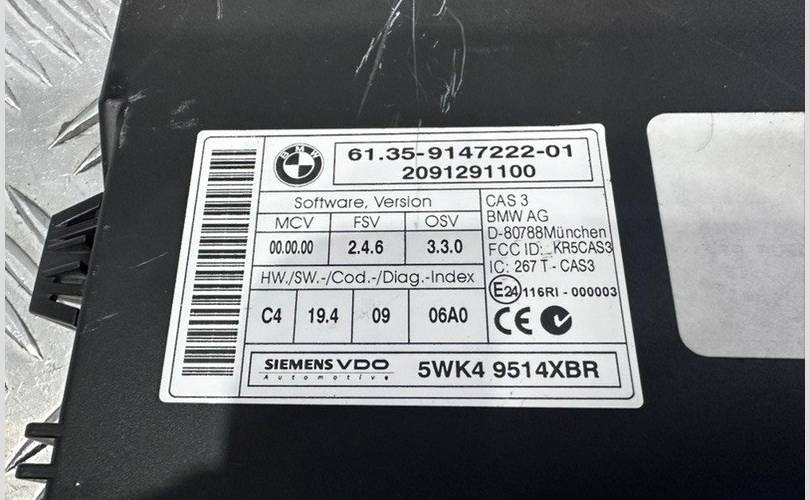 BMW
61.35-9147222-01
2091291100
Software, Version
MCV FSV OSV
00.00.00 2.4.6 3.3.0
HW./SW.-/Cod.-/Diag.-Index
C4 19.4 09 06A0
CAS 3
BMW AG
D-80788München
FCC ID: KR5CAS3
IC: 267 T - CAS3
E24 116RI - 000003
CE
SIEMENS VDO
Automotive
5WK4 9514XBR